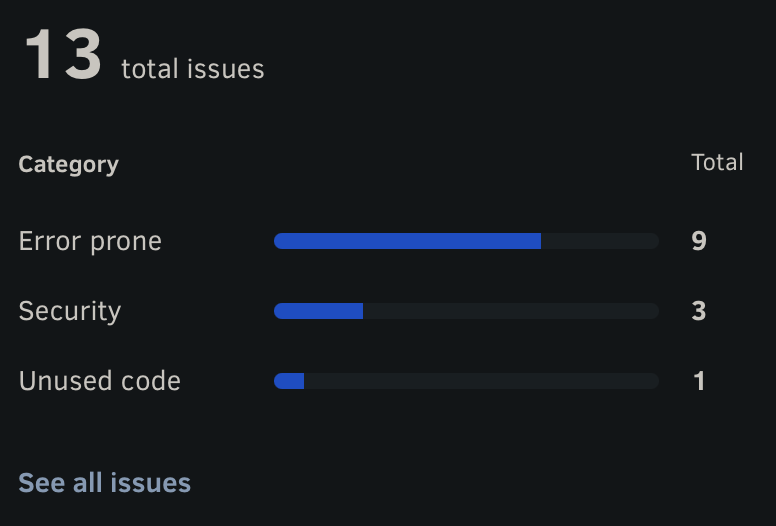 13 total issues
Category Total
Error prone 9
Security 3
Unused code 1
See all issues